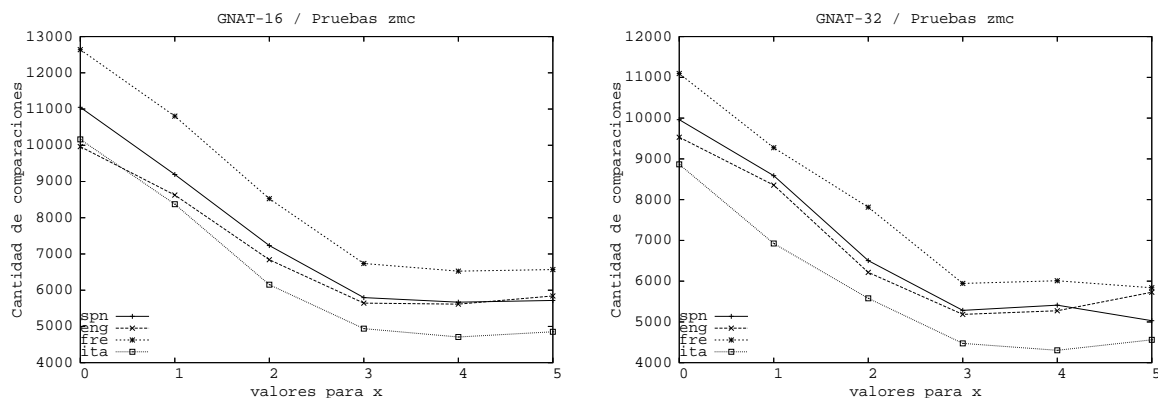 GNAT-16 / Pruebas zmc
13000
12000
11000
10000
9000
8000
7000
6000
5000
4000
Cantidad de comparaciones
spn
eng
fre
ita
0 1 2 3 4 5
valores para x
GNAT-32 / Pruebas zmc
12000
11000
10000
9000
8000
7000
6000
5000
4000
Cantidad de comparaciones
spn
eng
fre
ita
0 1 2 3 4 5
valores para x